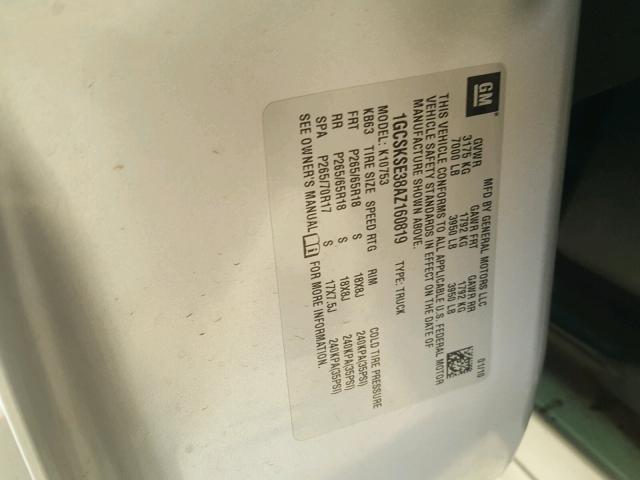 GM
MFD BY GENERAL MOTORS LLC 01/10
GVWR GAWR FRT GAWR RR
3175 KG 1792 KG 1792 KG
7000 LB 3950 LB 3950 LB
THIS VEHICLE CONFORMS TO ALL APPLICABLE U.S. FEDERAL MOTOR
VEHICLE SAFETY STANDARDS IN EFFECT ON THE DATE OF
MANUFACTURE SHOWN ABOVE.
1GCSKSE38AZ160819 TYPE: TRUCK
MODEL: K10753
KB63 TIRE SIZE SPEED RTG RIM COLD TIRE PRESSURE
FRT P265/65R18 S 18X8J 240KPA(35PSI)
RR P265/65R18 S 18X8J 240KPA(35PSI)
SPA P265/70R17 S 17X7.5J 240KPA(35PSI)
SEE OWNER'S MANUAL FOR MORE INFORMATION.